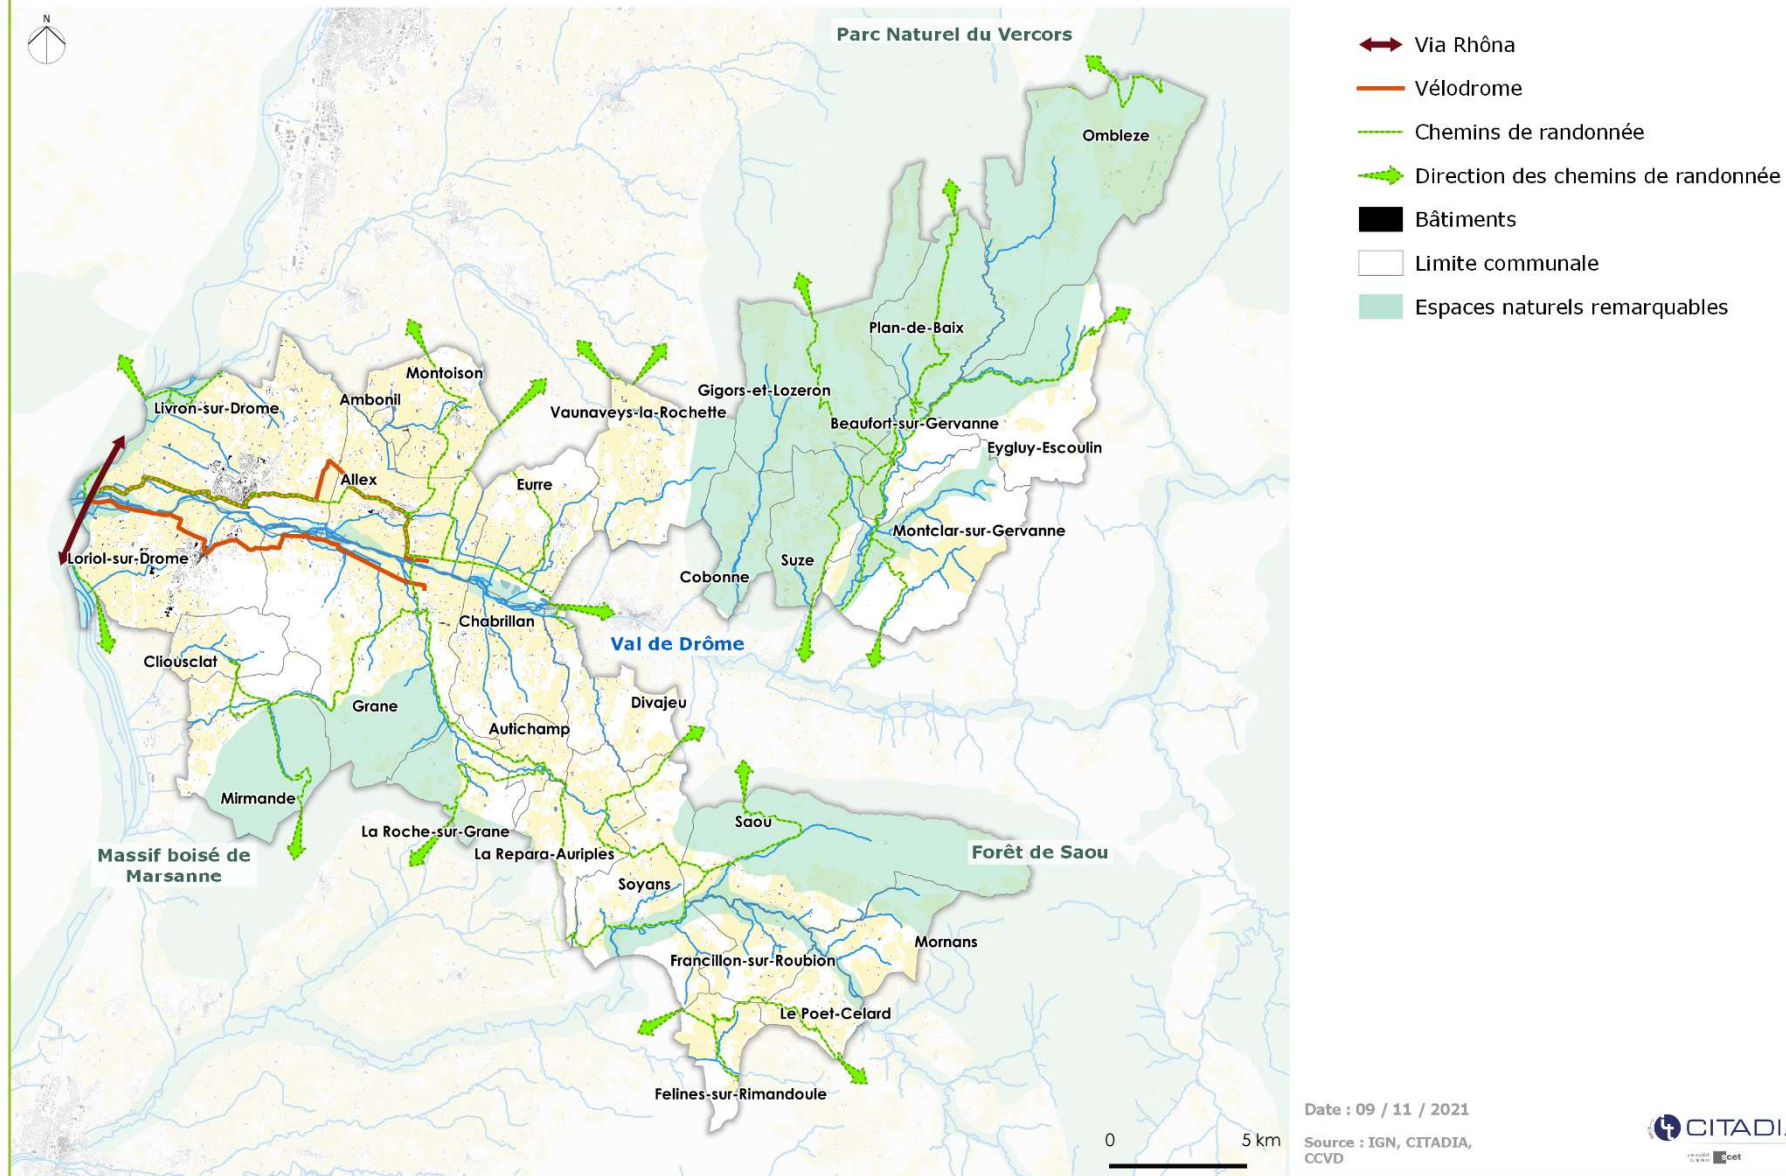 N
Parc Naturel du Vercors
Ombleze
Plan-de-Baix
Montoison
Gigors-et-Lozeron
Ambonil
Livron-sur-Drome
Vaunaveys-la-Rochette
Beaufort-sur-Gervanne
Eygluy-Escoulin
Allex
Eurre
Montclar-sur-Gervanne
Loriol-sur-Drome
Suze
Cobonne
Chabrillan
Val de Drôme
Cliousclat
Divajeu
Grane
Autichamp
Mirmande
Saou
La Roche-sur-Grane
Massif boisé de
Marsanne
La Repara-Auriples
Forêt de Saou
Soyans
Mornans
Francillon-sur-Roubion
Le Poet-Celard
Felines-sur-Rimandoule
0 5 km
Via Rhôna
Vélodrome
Chemins de randonnée
Direction des chemins de randonnée
Bâtiments
Limite communale
Espaces naturels remarquables
Date : 09 / 11 / 2021
Source : IGN, CITADIA,
CCVD
CITADIA
scet